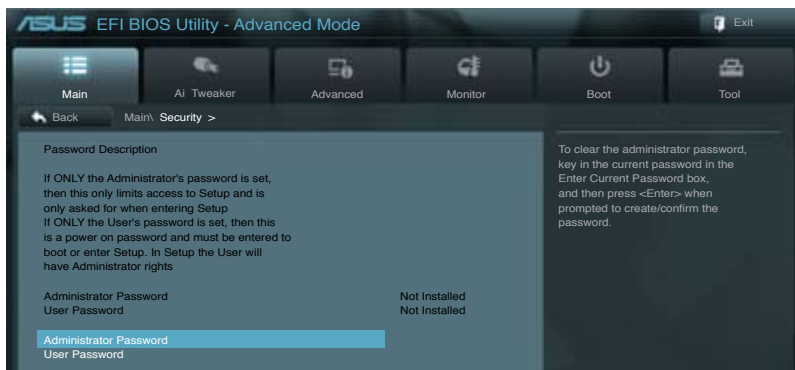 ASUS EFI BIOS Utility - Advanced Mode
Exit
Main
Ai Tweaker
Advanced
Monitor
Boot
Tool
Back
Main\ Security >
Password Description
If ONLY the Administrator's password is set,
then this only limits access to Setup and is
only asked for when entering Setup
If ONLY the User's password is set, then this
is a power on password and must be entered to
boot or enter Setup. In Setup the User will
have Administrator rights
Administrator Password Not Installed
User Password Not Installed
Administrator Password
User Password
To clear the administrator password,
key in the current password in the
Enter Current Password box,
and then press <Enter> when
prompted to create/confirm the
password.